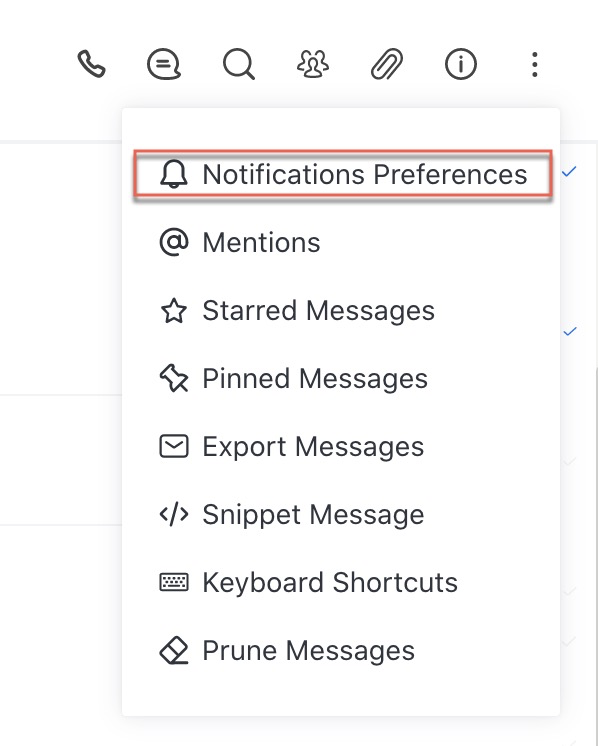 Notifications Preferences
Mentions
Starred Messages
Pinned Messages
Export Messages
Snippet Message
Keyboard Shortcuts
Prune Messages